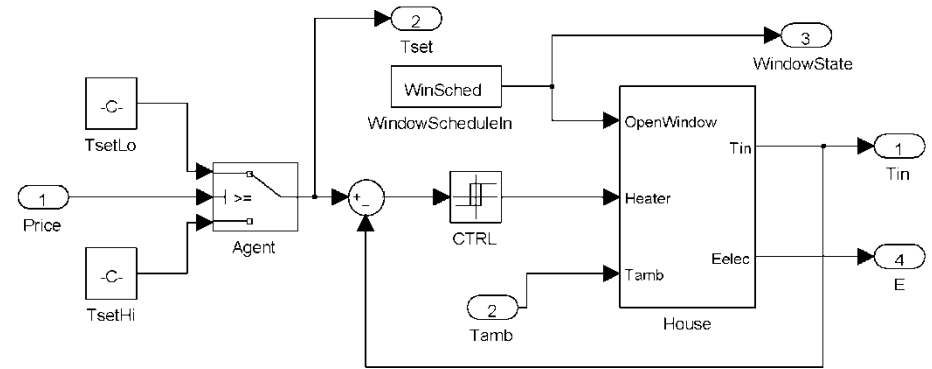 2
Tset
3
WindowState
WinSched
WindowScheduleIn
-C-
TsetLo
OpenWindow
Tin
1
Tin
1
Price
>=
Agent
+
-
CTRL
Heater
-C-
TsetHi
Tamb
Eelec
4
E
2
Tamb
House